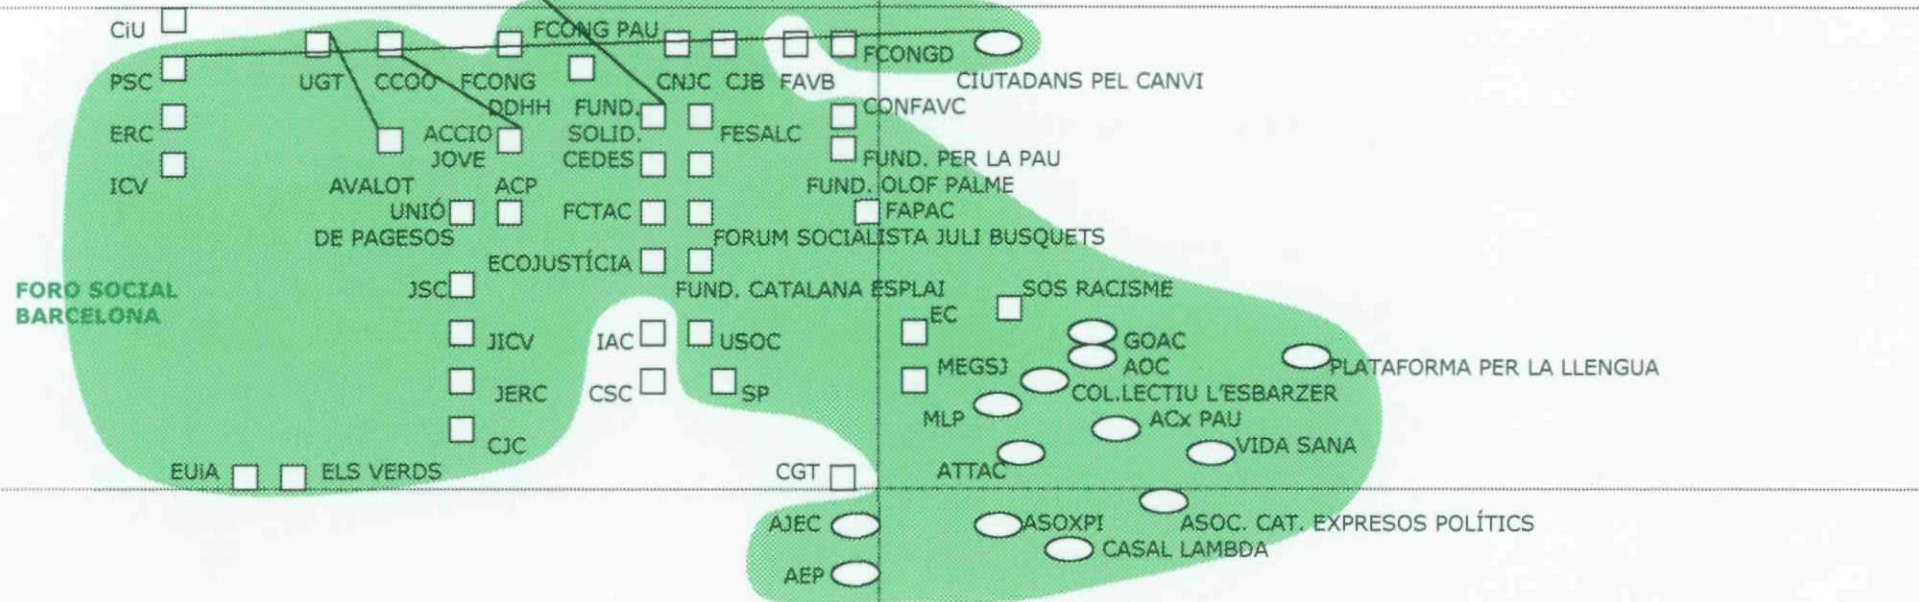 CiU
FCONG PAU
PSC
UGT
CCOO
FCONG
DDHH
CNJC
CJB
FAVB
FCONGD
CIUTADANS PEL CANVI
ERC
ACCIO
JOVE
FUND.
SOLID.
FESALC
CONFAVC
ICV
CEDES
FUND. PER LA PAU
AVALOT
ACP
FUND. OLOF PALME
UNIÓ
DE PAGESOS
FCTAC
FAPAC
FORUM SOCIALISTA JULI BUSQUETS
ECOJUSTÍCIA
FORO SOCIAL
BARCELONA
JSC
FUND. CATALANA ESPLAI
SOS RACISME
EC
JICV
IAC
USOC
GOAC
MEGSJ
AOC
PLATAFORMA PER LA LLENGUA
JERC
CSC
SP
COL.LECTIU L'ESBARZER
MLP
ACx PAU
CJC
VIDA SANA
EUiA
ELS VERDS
CGT
ATTAC
AJEC
ASOXPI
ASOC. CAT. EXPRESOS POLÍTICS
CASAL LAMBDA
AEP